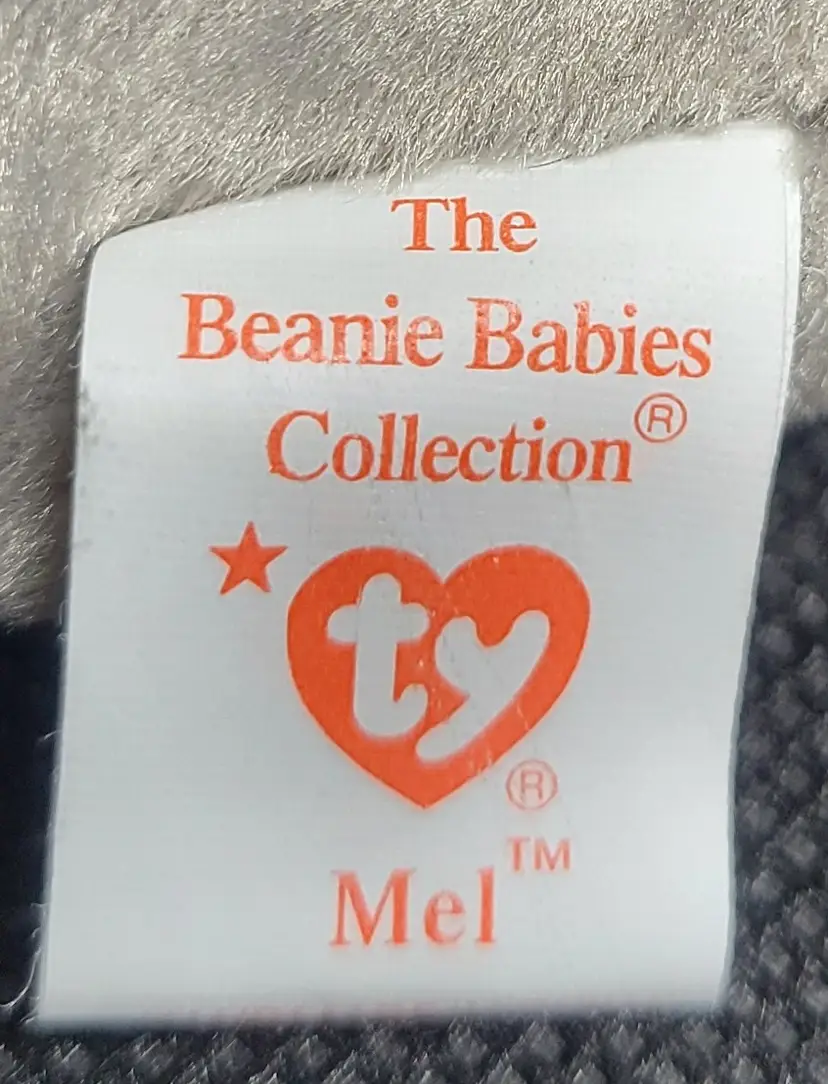 The
Beanie Babies
Collection®
ty
®
Mel™